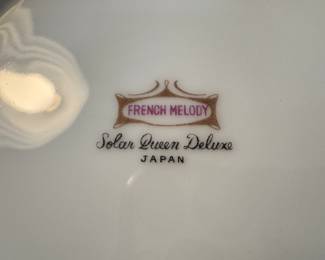 FRENCH MELODY
Solar Queen Deluxe
JAPAN